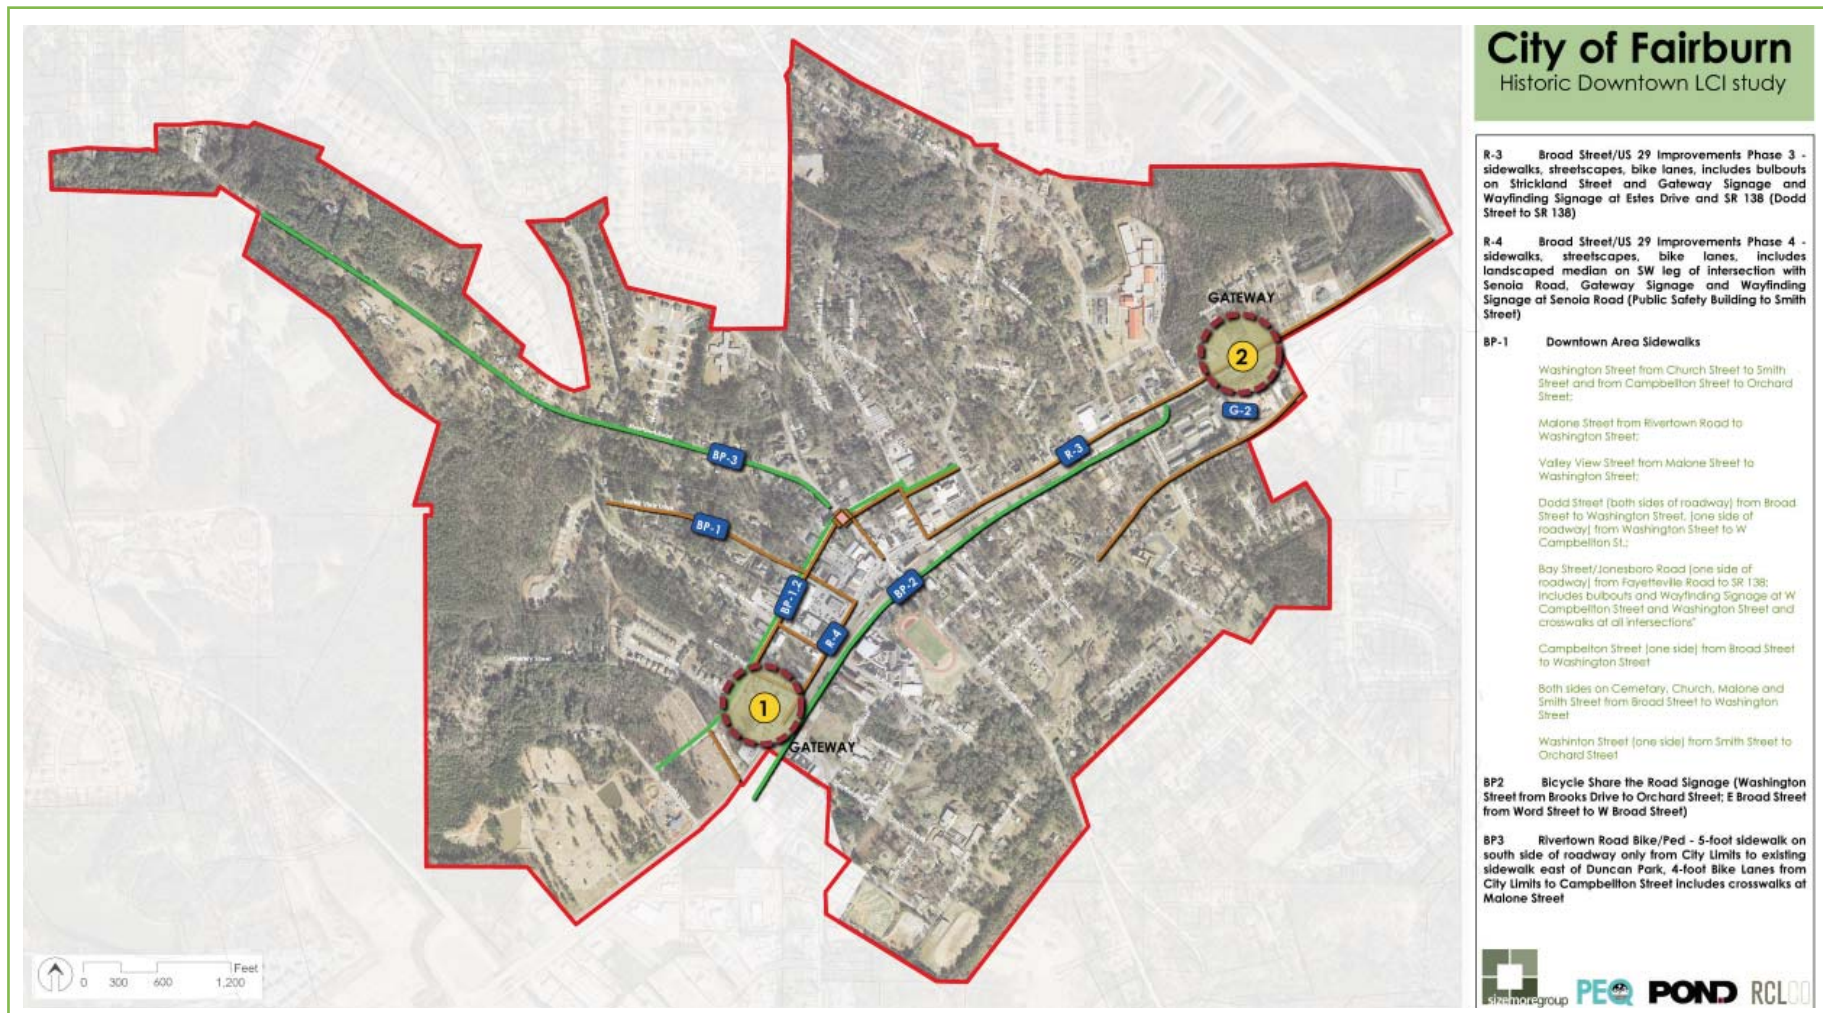 City of Fairburn
Historic Downtown LCI study
R-3 Broad Street/US 29 Improvements Phase 3 -
sidewalks, streetscapes, bike lanes, includes bulbouts
on Strickland Street and Gateway Signage and
Wayfinding Signage at Estes Drive and SR 138 (Dodd
Street to SR 138)
R-4 Broad Street/US 29 Improvements Phase 4 -
sidewalks, streetscapes, bike lanes, includes
landscaped median on SW leg of intersection with
Senoia Road, Gateway Signage and Wayfinding
Signage at Senoia Road (Public Safety Building to Smith
Street)
BP-1 Downtown Area Sidewalks
Washington Street from Church Street to Smith
Street and from Campbellton Street to Orchard
Street;
Malone Street from Rivertown Road to
Washington Street;
Valley View Street from Malone Street to
Washington Street;
Dodd Street (both sides of roadway) from Broad
Street to Washington Street, (one side of
roadway) from Washington Street to W
Campbellton St.;
Bay Street/Jonesboro Road (one side of
roadway) from Fayetteville Road to SR 138;
includes bulbouts and Wayfinding Signage at W
Campbellton Street and Washington Street and
crosswalks at all intersections"
Campbelton Street (one side) from Broad Street
to Washington Street
Both sides on Cemetary, Church, Malone and
Smith Street from Broad Street to Washington
Street
Washinton Street (one side) from Smith Street to
Orchard Street
BP2 Bicycle Share the Road Signage (Washington
Street from Brooks Drive to Orchard Street; E Broad Street
from Word Street to W Broad Street)
BP3 Rivertown Road Bike/Ped - 5-foot sidewalk on
south side of roadway only from City Limits to existing
sidewalk east of Duncan Park, 4-foot Bike Lanes from
City Limits to Campbellton Street includes crosswalks at
Malone Street
GATEWAY
2
G-2
R-3
BP-3
BP-1
BP-1,2
BP-2
R-4
1
GATEWAY
Feet
0 300 600 1,200
sizemoregroup PEQ POND RCLCO